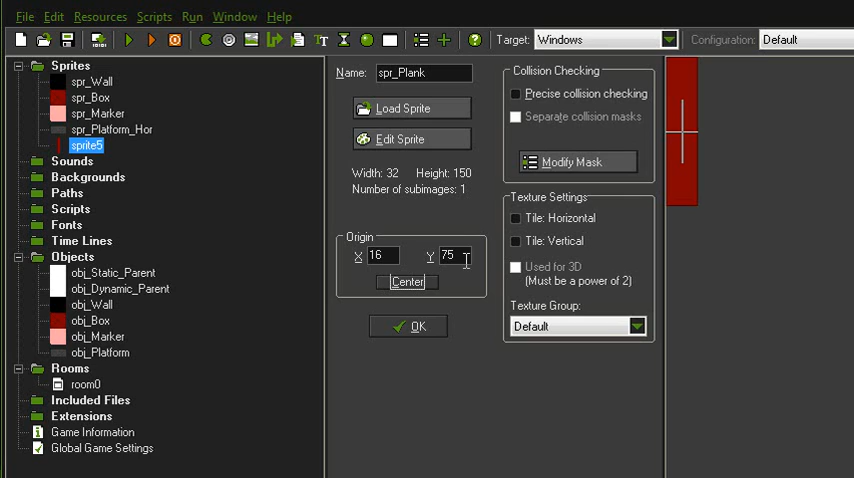 File Edit Resources Scripts Run Window Help
Target: Windows Configuration: Default
Sprites
spr_Wall
spr_Box
spr_Marker
spr_Platform_Hor
sprite5
Sounds
Backgrounds
Paths
Scripts
Fonts
Time Lines
Objects
obj_Static_Parent
obj_Dynamic_Parent
obj_Wall
obj_Box
obj_Marker
obj_Platform
Rooms
room0
Included Files
Extensions
Game Information
Global Game Settings
Name: spr_Plank
Load Sprite
Edit Sprite
Width: 32 Height: 150
Number of subimages: 1
Origin
X 16 Y 75
Center
OK
Collision Checking
Precise collision checking
Separate collision masks
Modify Mask
Texture Settings
Tile: Horizontal
Tile: Vertical
Used for 3D
(Must be a power of 2)
Texture Group:
Default